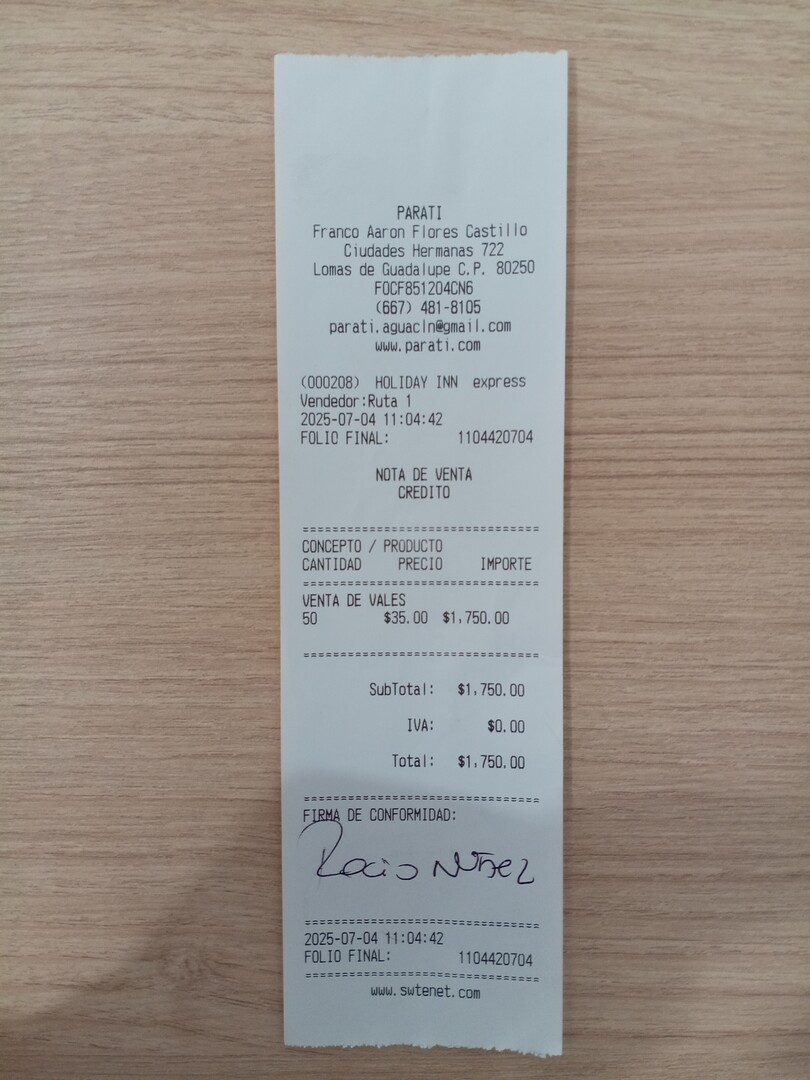 PARATI
Franco Aaron Flores Castillo
Ciudades Hermanas 722
Lomas de Guadalupe C.P. 80250
FOCF851204CN6
(667) 481-8105
parati.aguacln@gmail.com
www.parati.com
(000208) HOLIDAY INN express
Vendedor:Ruta 1
2025-07-04 11:04:42
FOLIO FINAL: 1104420704
NOTA DE VENTA
CREDITO
================================
CONCEPTO / PRODUCTO
CANTIDAD PRECIO IMPORTE
================================
VENTA DE VALES
50 $35.00 $1,750.00
================================
SubTotal: $1,750.00
IVA: $0.00
Total: $1,750.00
================================
FIRMA DE CONFORMIDAD:
Rocio Núñez
================================
2025-07-04 11:04:42
FOLIO FINAL: 1104420704
================================
www.swtenet.com